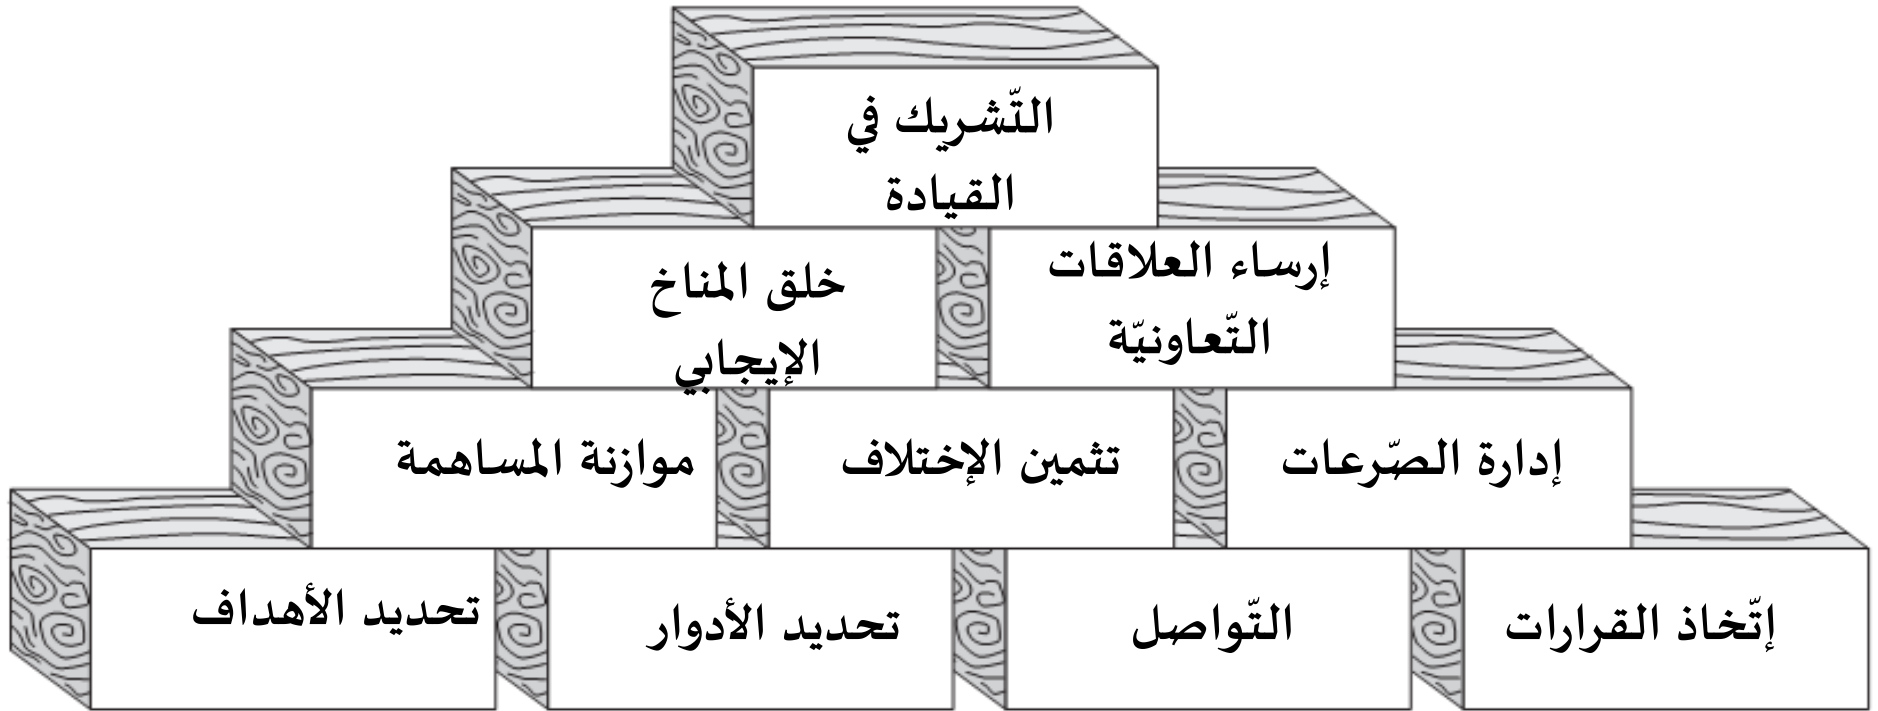 التّشريك في
القيادة
إرساء العلاقات
التّعاونيّة
خلق المناخ
الإيجابي
إدارة الصّرعات
تثمين الإختلاف
موازنة المساهمة
إتّخاذ القرارات
التّواصل
تحديد الأدوار
تحديد الأهداف